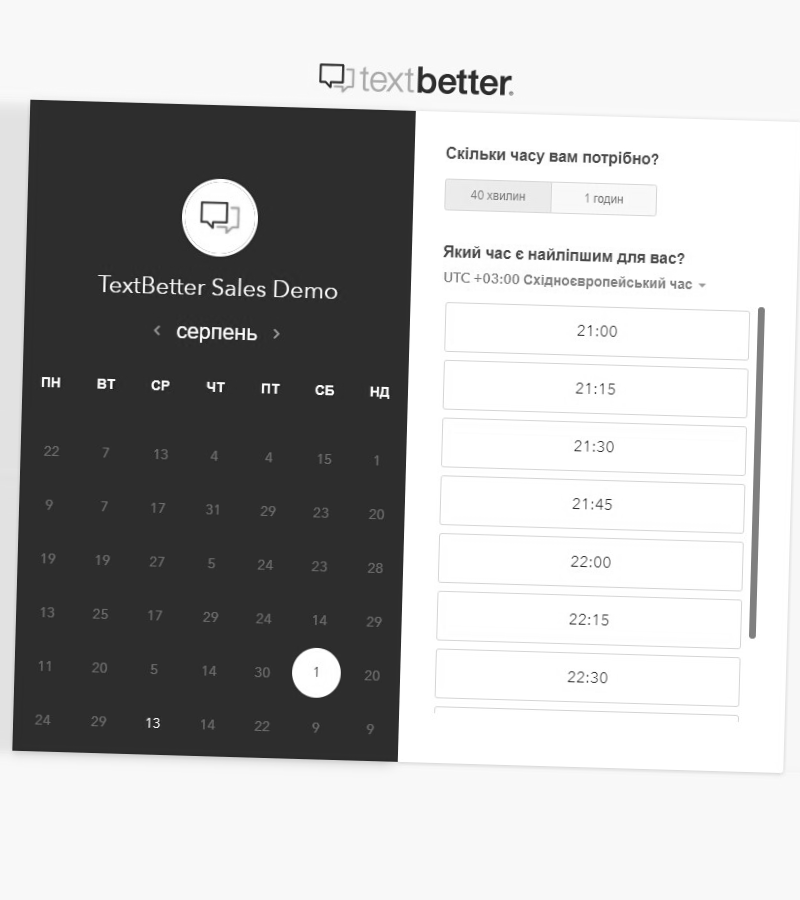 textbetter.
TextBetter Sales Demo
серпень
ПН ВТ СР ЧТ ПТ СБ НД
22 7 13 4 4 15 1
9 7 17 31 29 23 20
19 19 27 5 24 23 28
13 25 17 29 24 14 29
11 20 5 14 30 1 20
24 29 13 14 22 9 9
Скільки часу вам потрібно?
40 хвилин 1 годин
Який час є найліпшим для вас?
UTC +03:00 Східноєвропейський час
21:00
21:15
21:30
21:45
22:00
22:15
22:30